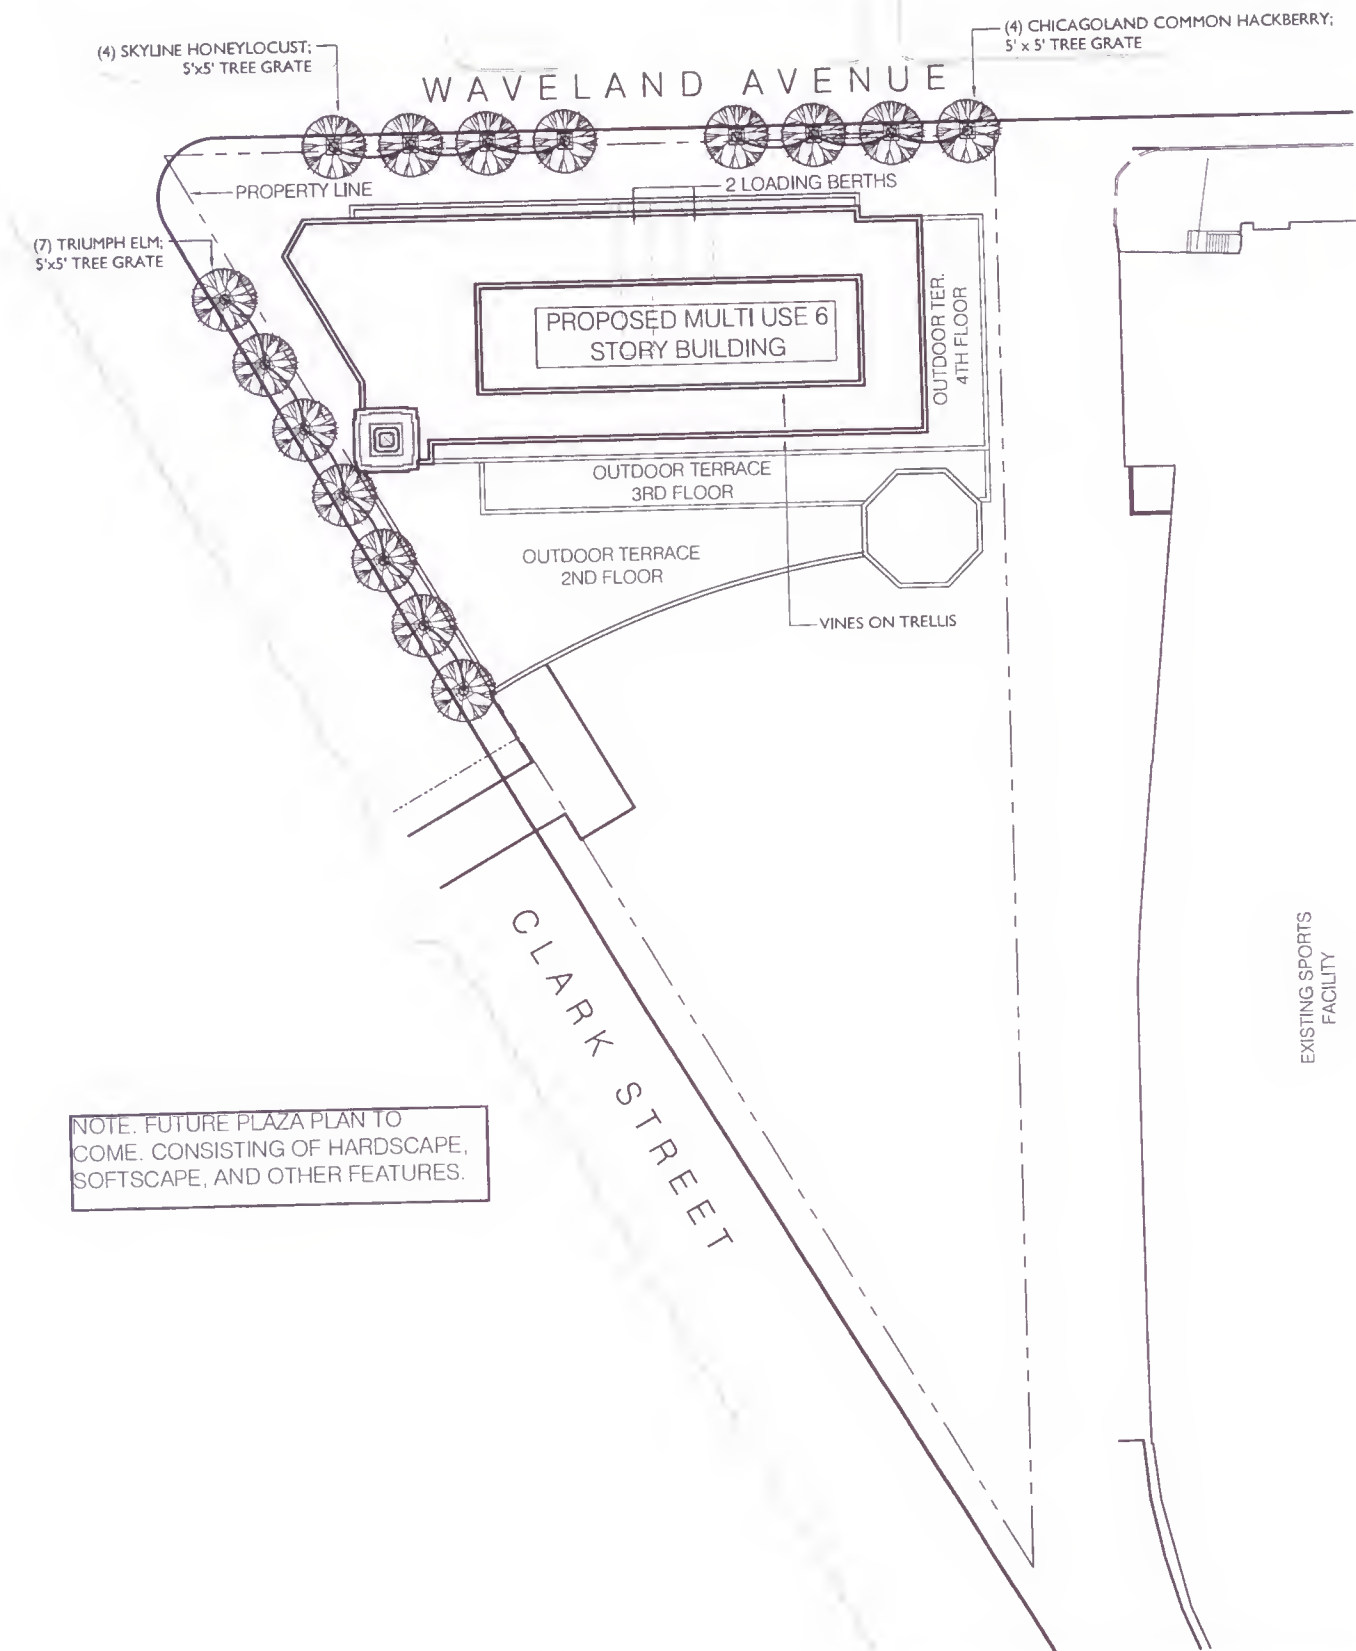 (4) SKYLINE HONEYLOCUST;
5'x5' TREE GRATE
(4) CHICAGOLAND COMMON HACKBERRY;
5' x 5' TREE GRATE
WAVELAND AVENUE
PROPERTY LINE
2 LOADING BERTHS
(7) TRIUMPH ELM;
5'x5' TREE GRATE
PROPOSED MULTI USE 6
STORY BUILDING
OUTDOOR TER.
4TH FLOOR
OUTDOOR TERRACE
3RD FLOOR
OUTDOOR TERRACE
2ND FLOOR
VINES ON TRELLIS
CLARK STREET
EXISTING SPORTS
FACILITY
NOTE. FUTURE PLAZA PLAN TO
COME. CONSISTING OF HARDSCAPE,
SOFTSCAPE, AND OTHER FEATURES.